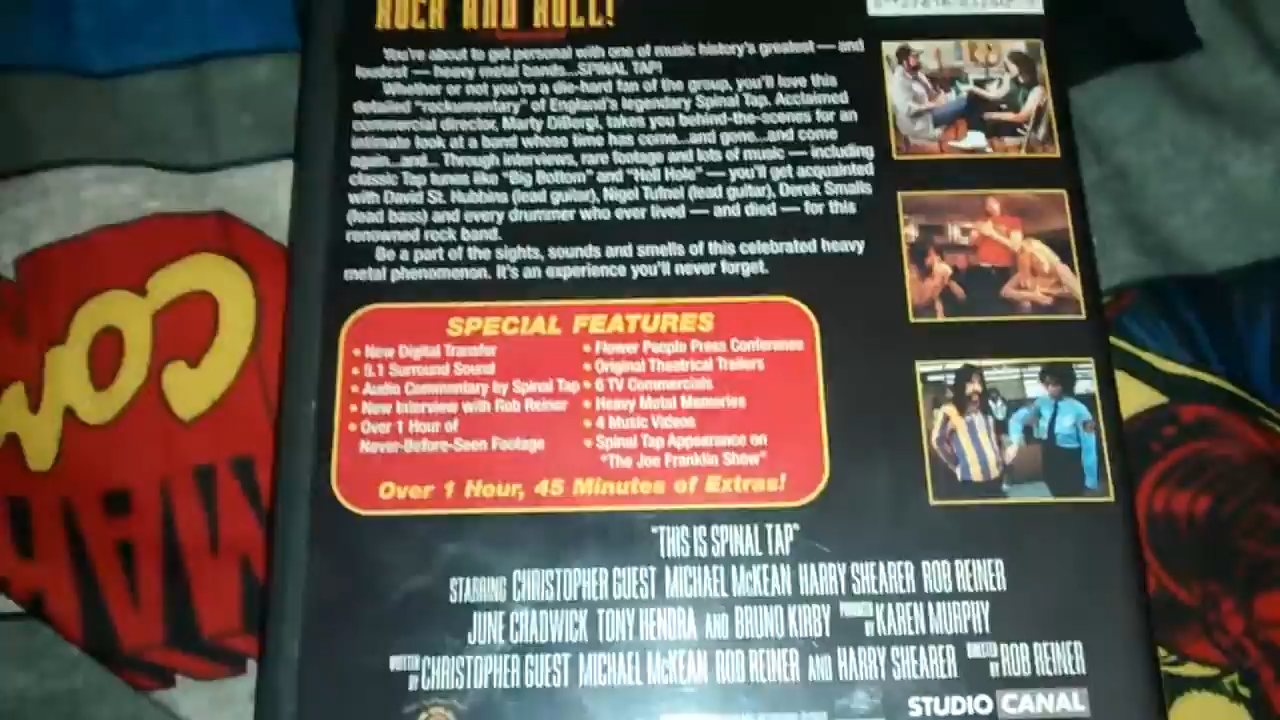 ROCK AND ROLL!
You're about to get personal with one of music history's greatest — and
loudest — heavy metal bands...SPINAL TAP!
Whether or not you're a die-hard fan of the group, you'll love this
detailed "rockumentary" of England's legendary Spinal Tap. Acclaimed
commercial director, Marty DiBergi, takes you behind-the-scenes for an
intimate look at a band whose time has come...and gone...and come
again...and... Through interviews, rare footage and lots of music — including
classic Tap tunes like "Big Bottom" and "Hell Hole" — you'll get acquainted
with David St. Hubbins (lead guitar), Nigel Tufnel (lead guitar), Derek Smalls
(lead bass) and every drummer who ever lived — and died — for this
renowned rock band.
Be a part of the sights, sounds and smells of this celebrated heavy
metal phenomenon. It's an experience you'll never forget.
SPECIAL FEATURES
• New Digital Transfer
• 5.1 Surround Sound
• Audio Commentary by Spinal Tap
• New Interview with Rob Reiner
• Over 1 Hour of
Never-Before-Seen Footage
• Flower People Press Conference
• Original Theatrical Trailers
• 6 TV Commercials
• Heavy Metal Memories
• 4 Music Videos
• Spinal Tap Appearance on
"The Joe Franklin Show"
Over 1 Hour, 45 Minutes of Extras!
"THIS IS SPINAL TAP"
STARRING CHRISTOPHER GUEST MICHAEL McKEAN HARRY SHEARER ROB REINER
JUNE CHADWICK TONY HENDRA AND BRUNO KIRBY PRODUCED BY KAREN MURPHY
WRITTEN BY CHRISTOPHER GUEST MICHAEL McKEAN ROB REINER AND HARRY SHEARER DIRECTED BY ROB REINER
STUDIO CANAL